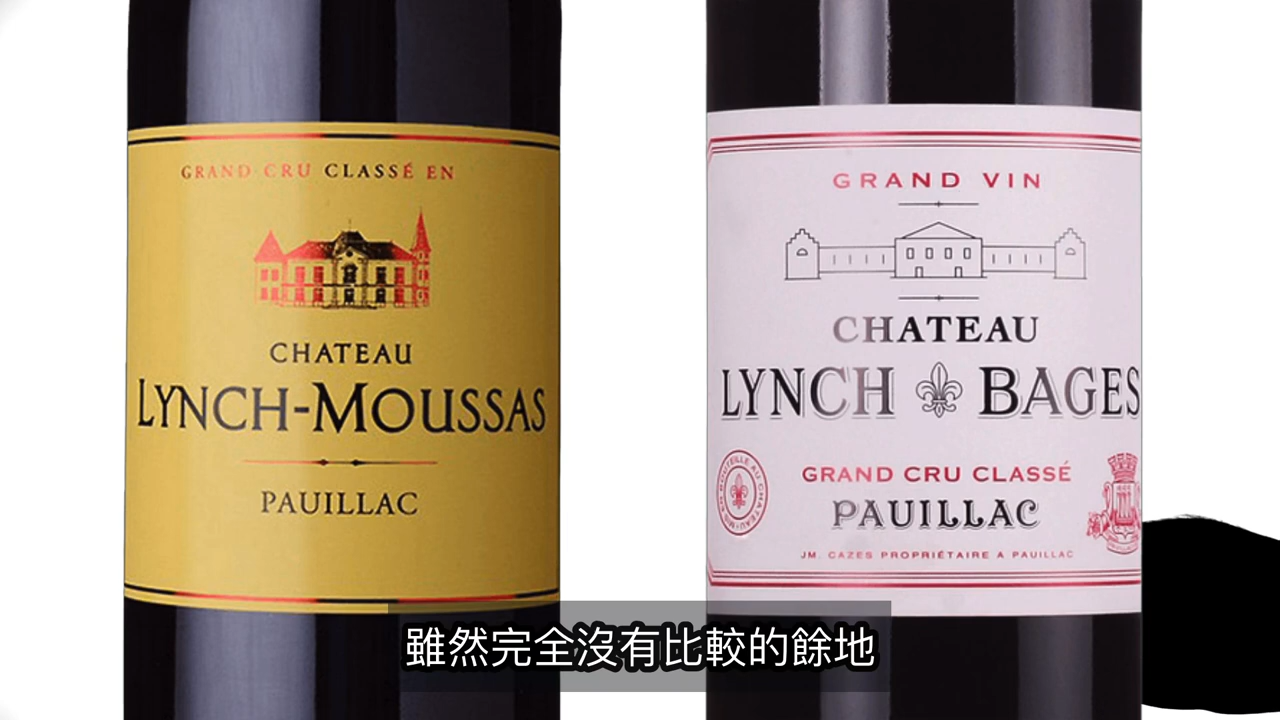 GRAND CRU CLASSÉ EN
CHATEAU
LYNCH-MOUSSAS
PAUILLAC
GRAND VIN
CHATEAU
LYNCH BAGES
GRAND CRU CLASSÉ
PAUILLAC
JM CAZES PROPRIÉTAIRE A PAUILLAC
雖然完全沒有比較的餘地